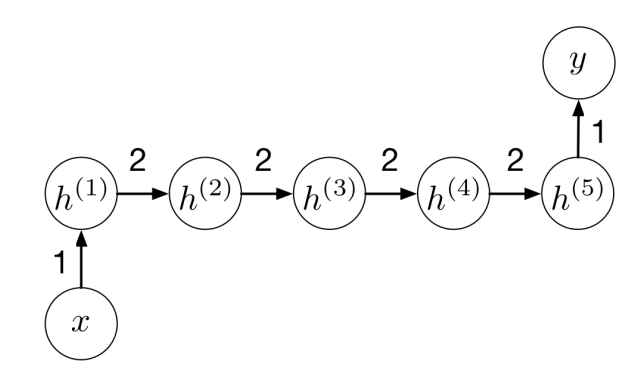 y
1
2 2 2 2
h^{(1)} h^{(2)} h^{(3)} h^{(4)} h^{(5)}
1
x